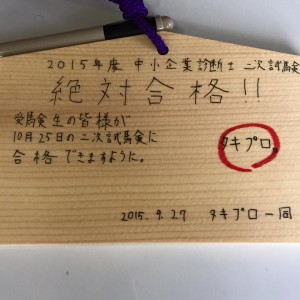 2015年度 中小企業診断士 二次試験
絶対合格!!
受験生の皆様が
10月25日の二次試験に
合格できますように。
タキプロ。
2015.9.27 タキプロ一同